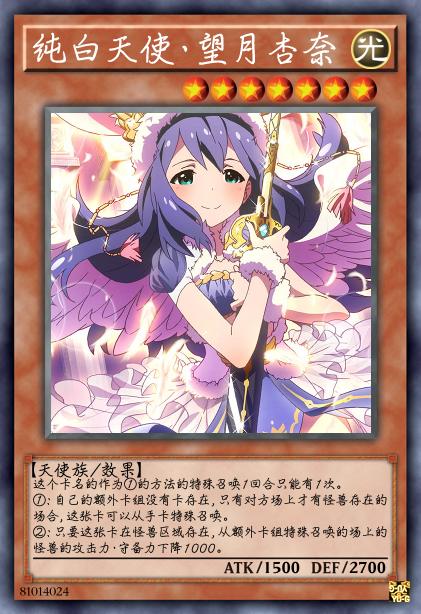 纯白天使·望月杏奈
光
【天使族/效果】
这个卡名的作为①的方法的特殊召唤1回合只能有1次。
①:自己的额外卡组没有卡存在,只有对方场上才有怪兽存在的
场合,这张卡可以从手卡特殊召唤。
②:只要这张卡在怪兽区域存在,从额外卡组特殊召唤的场上的
怪兽的攻击力·守备力下降1000。
ATK/1500 DEF/2700
81014024